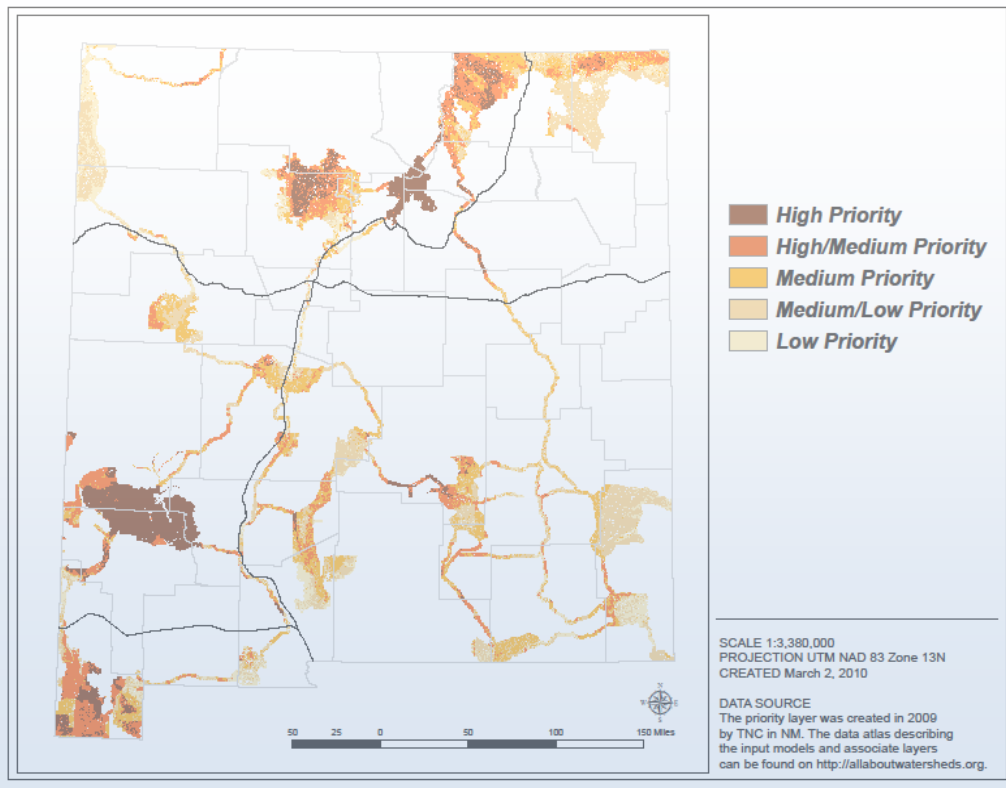 High Priority
High/Medium Priority
Medium Priority
Medium/Low Priority
Low Priority
SCALE 1:3,380,000
PROJECTION UTM NAD 83 Zone 13N
CREATED March 2, 2010
DATA SOURCE
The priority layer was created in 2009
by TNC in NM. The data atlas describing
the input models and associate layers
can be found on http://allaboutwatersheds.org.
N
W E
S
50 25 0 50 100 150 Miles